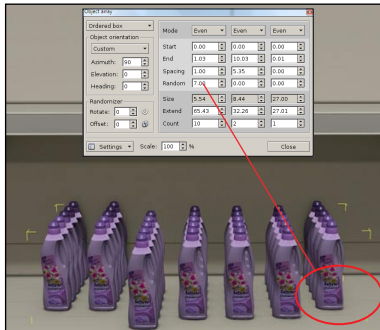 Object array
Ordered box
Object orientation
Custom
Azimuth: 90
Elevation: 0
Heading: 0
Randomizer
Rotate: 0
Offset: 0
Settings
Scale: 100 %
Mode Even Even Even
Start 0.00 0.00 0.00
End 1.03 10.03 0.01
Spacing 1.00 5.35 0.00
Random 7.00 0.00 0.00
Size 5.54 8.44 27.00
Extend 65.43 32.26 27.01
Count 10 2 1
Close